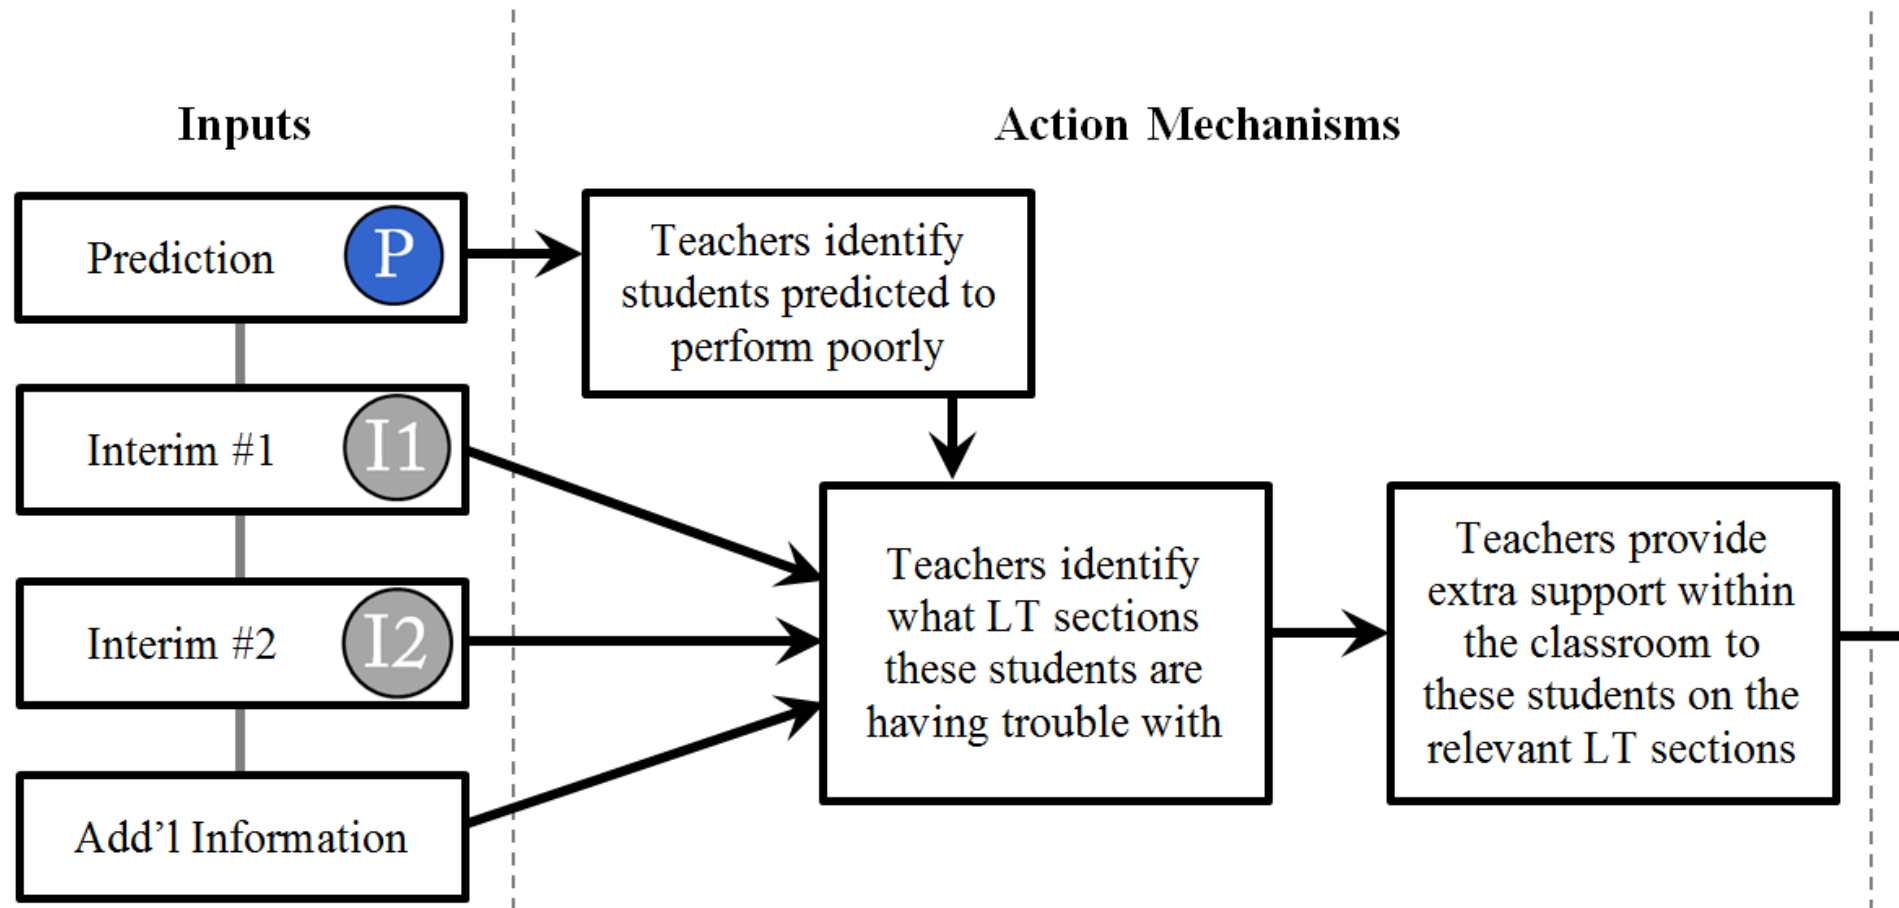 Inputs
Action Mechanisms
Prediction
P
Teachers identify
students predicted to
perform poorly
Interim #1
I1
Interim #2
I2
Add’l Information
Teachers identify
what LT sections
these students are
having trouble with
Teachers provide
extra support within
the classroom to
these students on the
relevant LT sections